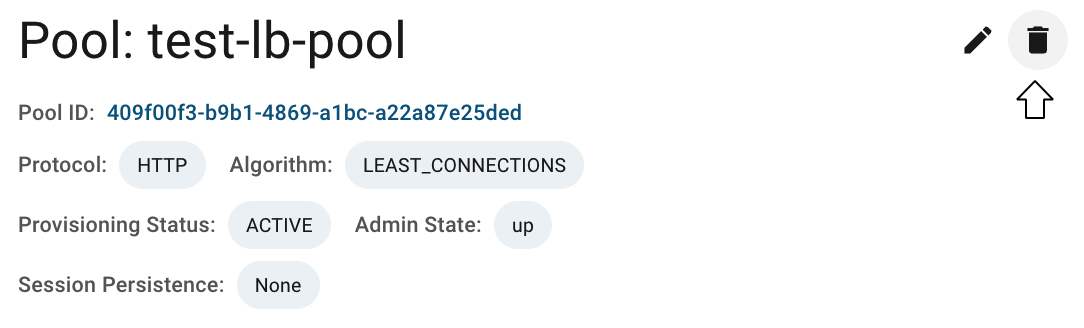 Pool: test-lb-pool
Pool ID: 409f00f3-b9b1-4869-a1bc-a22a87e25ded
Protocol: HTTP Algorithm: LEAST_CONNECTIONS
Provisioning Status: ACTIVE Admin State: up
Session Persistence: None